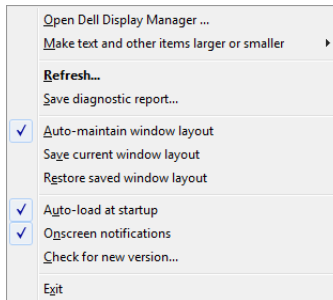 Open Dell Display Manager ...
Make text and other items larger or smaller
Refresh...
Save diagnostic report...
Auto-maintain window layout
Save current window layout
Restore saved window layout
Auto-load at startup
Onscreen notifications
Check for new version...
Exit